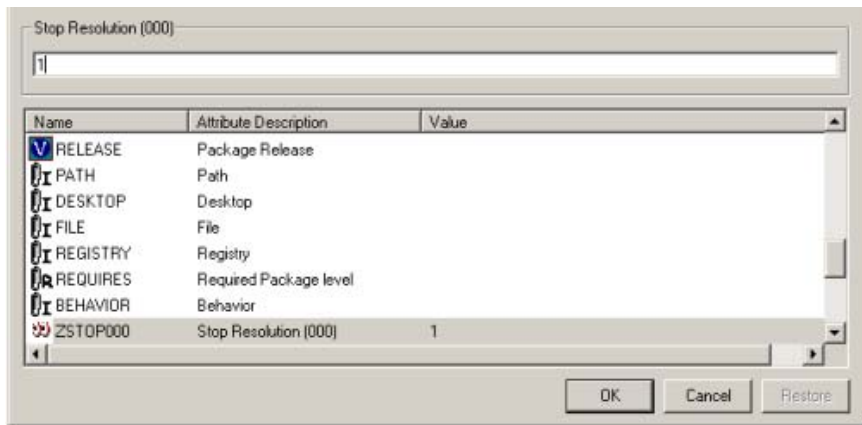 Stop Resolution (000)
1
Name Attribute Description Value
V RELEASE Package Release
I PATH Path
I DESKTOP Desktop
I FILE File
I REGISTRY Registry
R REQUIRES Required Package level
I BEHAVIOR Behavior
ZSTOP000 Stop Resolution (000) 1
OK Cancel Restore